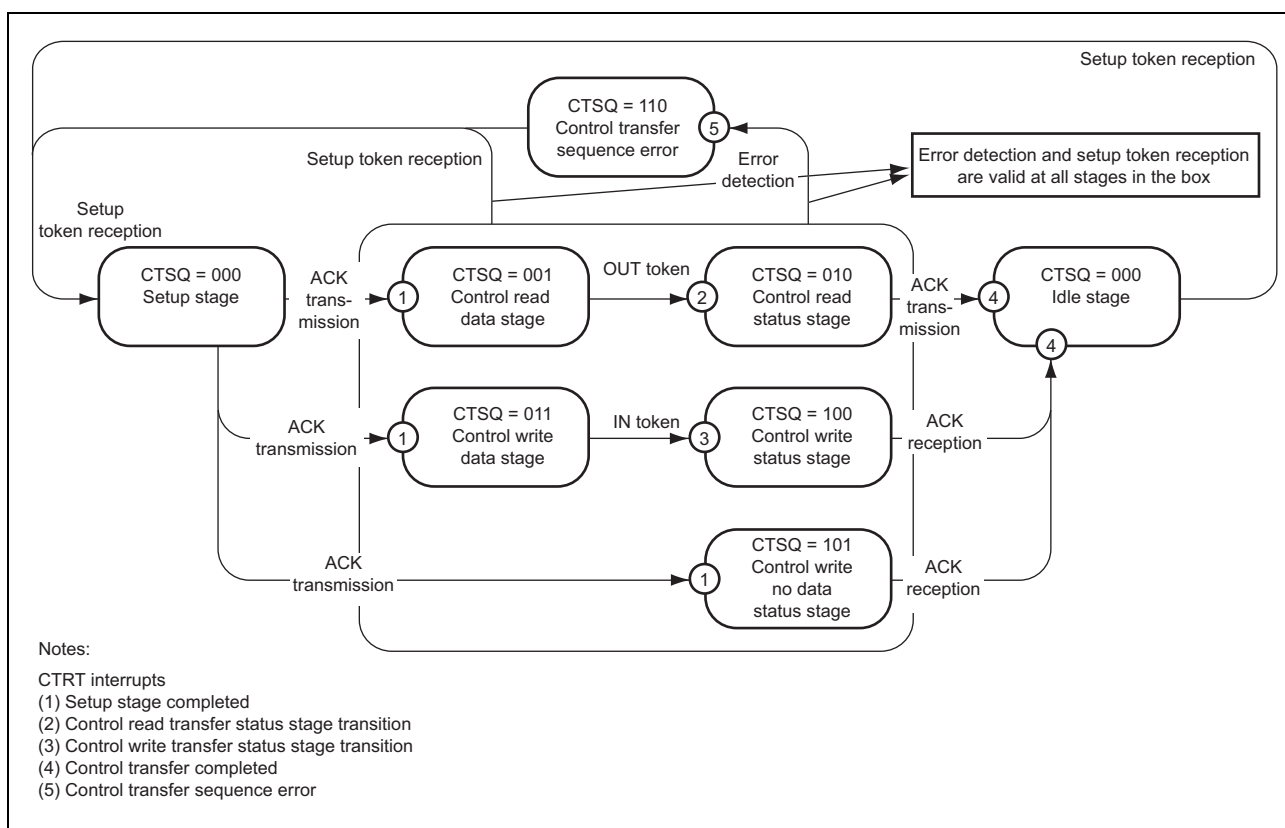 Setup token reception
CTSQ = 110
Control transfer
sequence error
5
Setup token reception
Error
detection
Error detection and setup token reception
are valid at all stages in the box
Setup
token reception
CTSQ = 000
Setup stage
ACK
trans-
mission
1
CTSQ = 001
Control read
data stage
OUT token
2
CTSQ = 010
Control read
status stage
ACK
trans-
mission
4
CTSQ = 000
Idle stage
4
ACK
transmission
1
CTSQ = 011
Control write
data stage
IN token
3
CTSQ = 100
Control write
status stage
ACK
reception
ACK
transmission
1
CTSQ = 101
Control write
no data
status stage
ACK
reception
Notes:
CTRT interrupts
(1) Setup stage completed
(2) Control read transfer status stage transition
(3) Control write transfer status stage transition
(4) Control transfer completed
(5) Control transfer sequence error